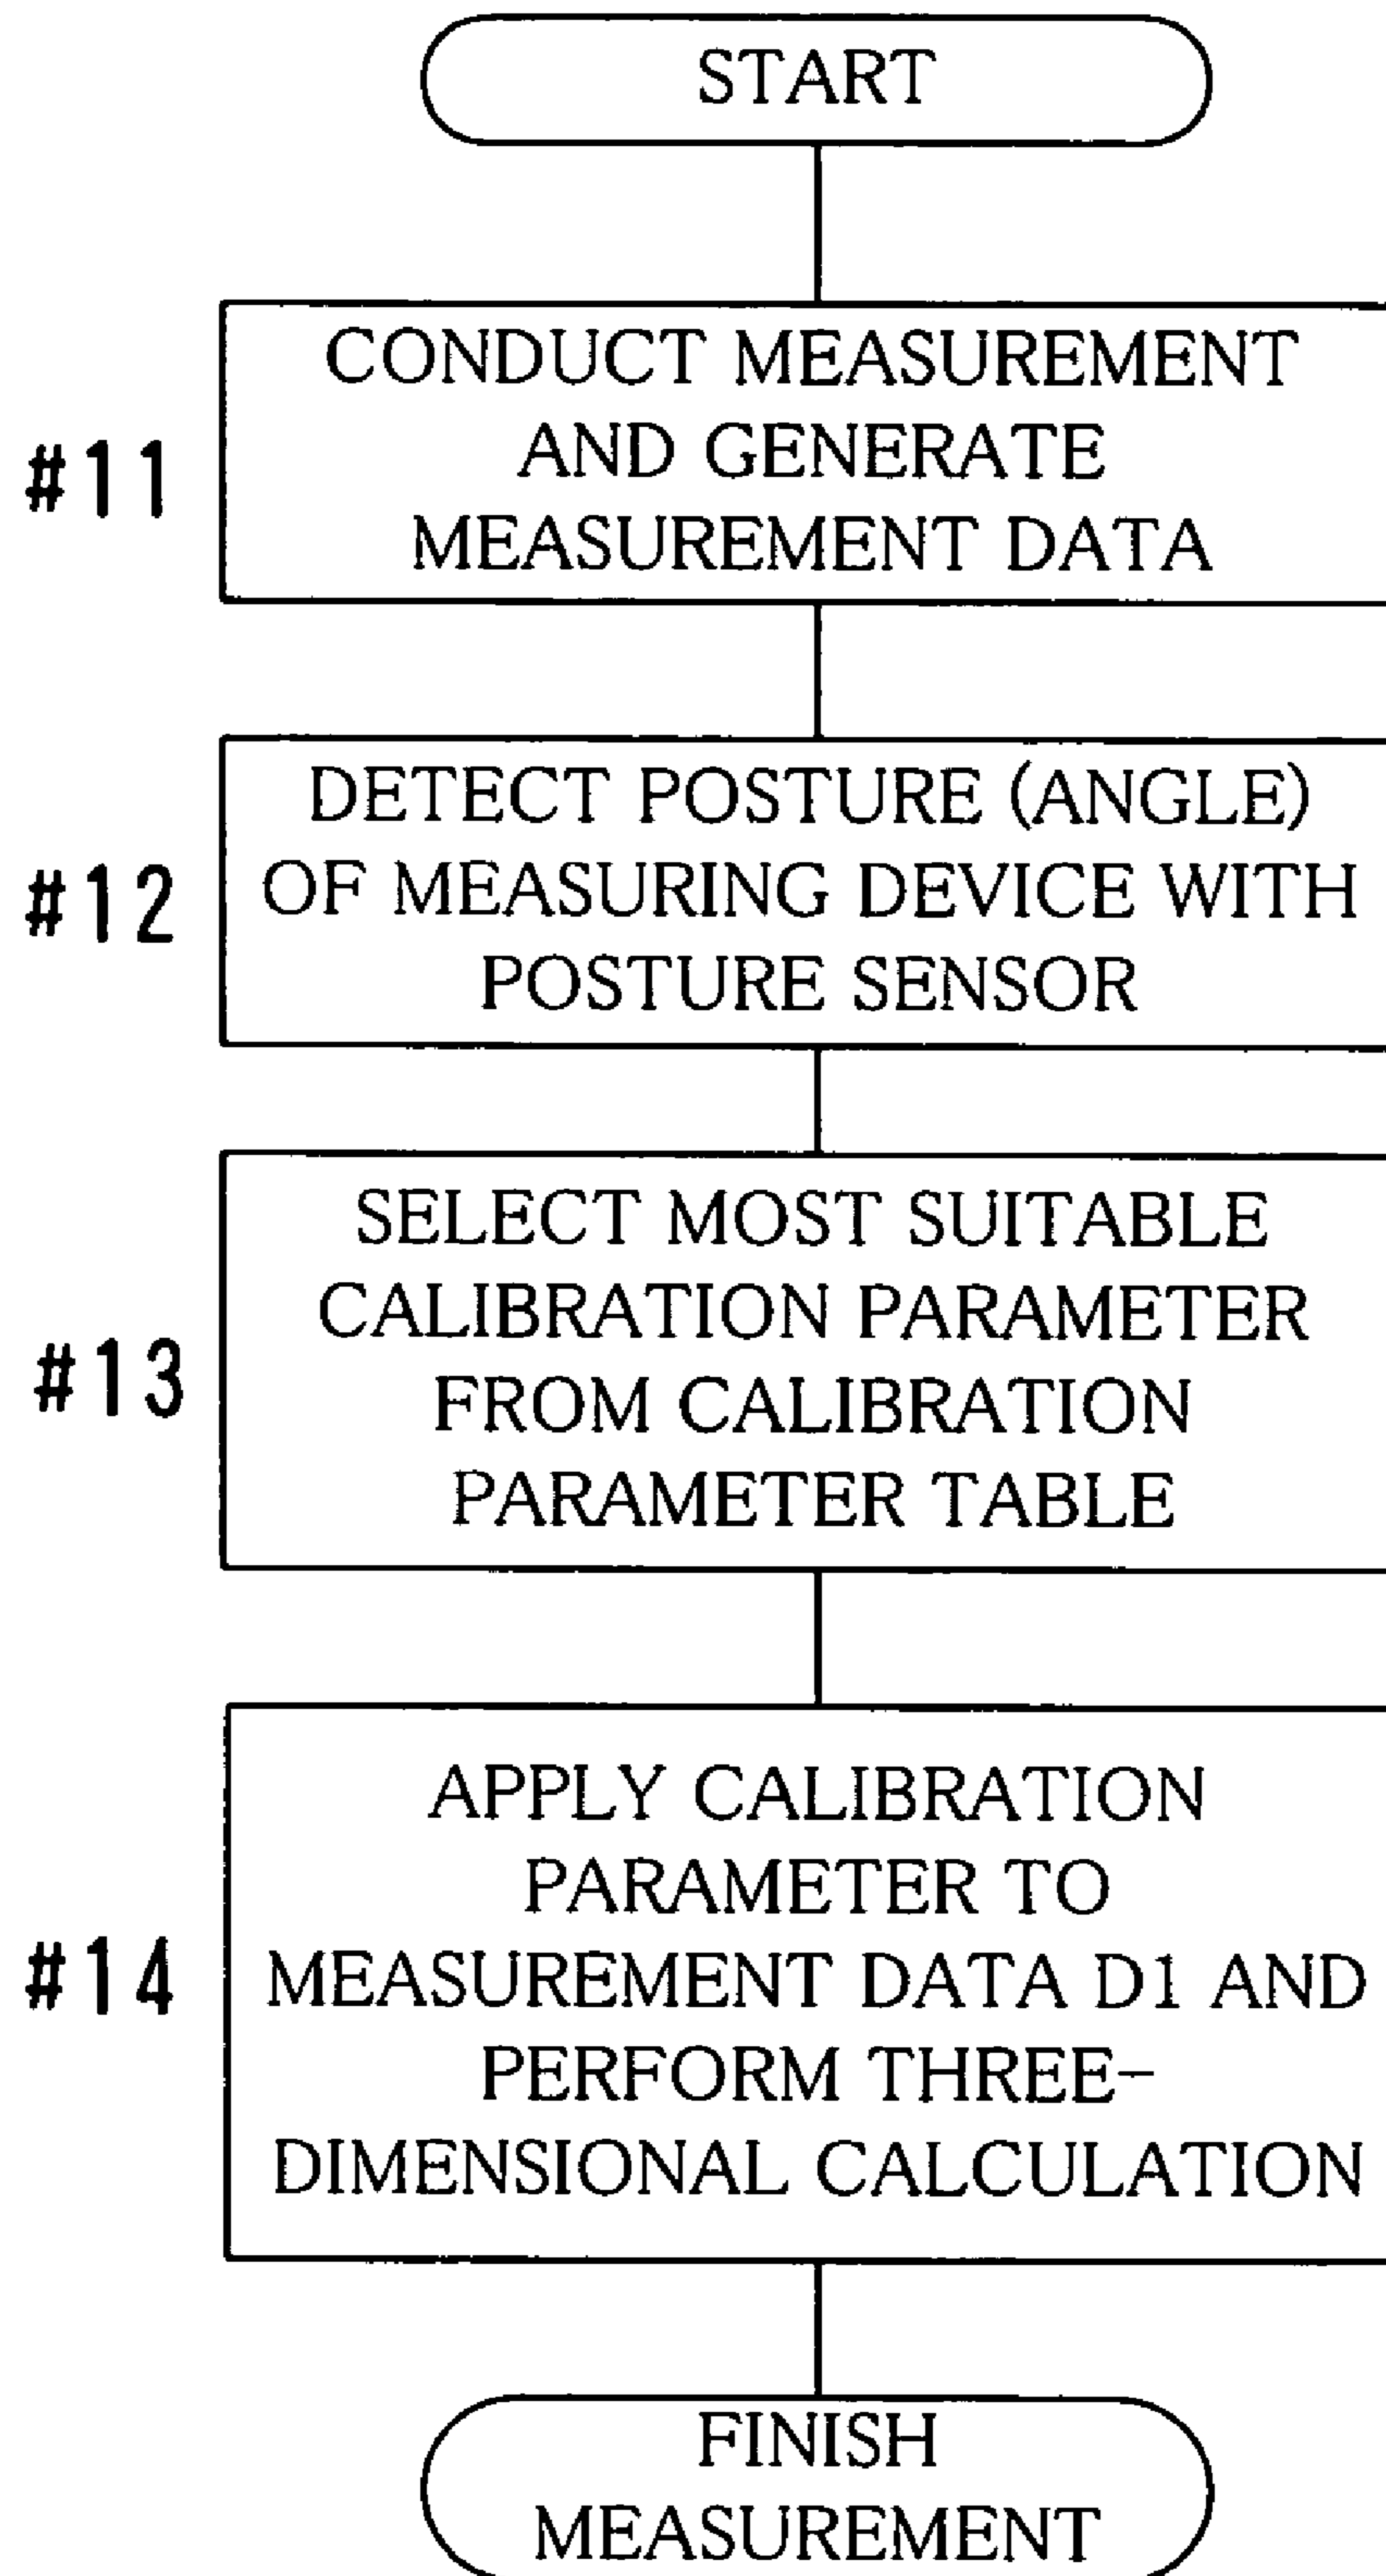 START
CONDUCT MEASUREMENT
AND GENERATE
#11
MEASUREMENT DATA
DETECT POSTURE (ANGLE)
#12
OF MEASURING DEVICE WITH
POSTURE SENSOR
SELECT MOST SUITABLE
CALIBRATION PARAMETER
#13
FROM CALIBRATION
PARAMETER TABLE
APPLY CALIBRATION
PARAMETER TO
#14
MEASUREMENT DATA D1 AND
PERFORM THREE-
DIMENSIONAL CALCULATION
FINISH
MEASUREMENT